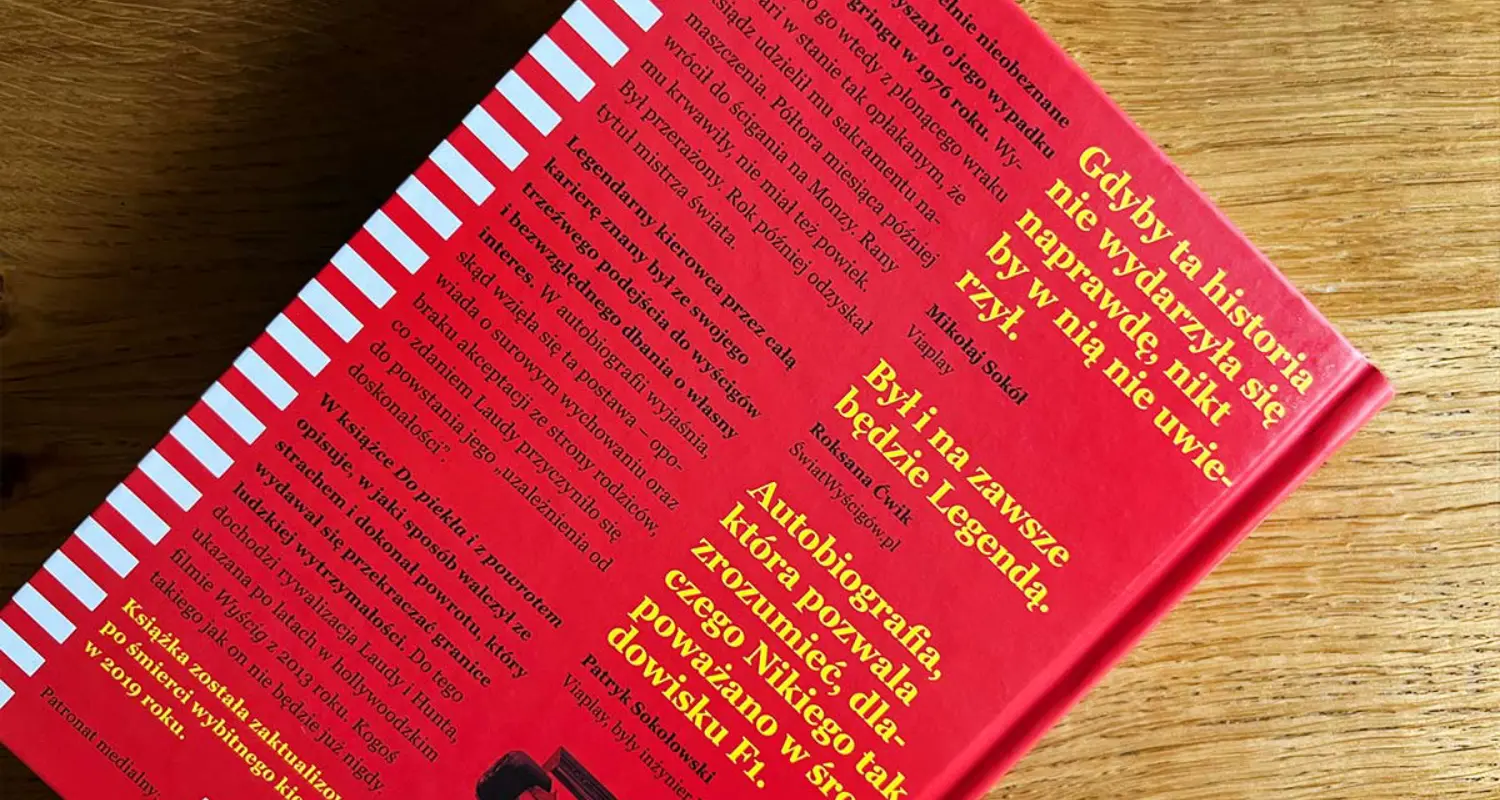 Gdyby ta historia
nie wydarzyła się
naprawdę, nikt
by w nią nie uwie-
rzył.
Mikołaj Sokół
Viaplay
Był i na zawsze
będzie Legendą.
Roksana Ćwik
ŚwiatWyścigów.pl
Autobiografia,
która pozwala
zrozumieć, dla-
czego Nikiego tak
poważano w śro
dowisku F1.
Patryk Sokołowski
Viaplay, były inżynier
nieobeznane
o jego wypadku
gringu w 1976 roku. Wy-
go wtedy z płonącego wraku
w stanie tak opłakanym, że
udzielił mu sakramentu na-
maszczenia. Półtora miesiąca później
wrócił do ścigania na Monzy. Rany
mu krwawiły, nie miał też powiek.
Był przerażony. Rok później odzyskał
tytuł mistrza świata.
Legendarny kierowca przez całą
karierę znany był ze swojego
trzeźwego podejścia do wyścigów
i bezwzględnego dbania o własny
interes. W autobiografii wyjaśnia,
skąd wzięła się ta postawa – opo-
wiada o surowym wychowaniu oraz
braku akceptacji ze strony rodziców,
co zdaniem Laudy przyczyniło się
do powstania jego „uzależnienia od
doskonałości”.
W książce Do piekła i z powrotem
opisuje, w jaki sposób walczył ze
strachem i dokonał powrotu, który
wydawał się przekraczać granice
ludzkiej wytrzymałości. Do tego
dochodzi rywalizacja Laudy i Hunta,
ukazana po latach w hollywoodzkim
filmie Wyścig z 2013 roku. Kogoś
takiego jak on nie będzie już nigdy.
Książka została zaktualizow
po śmierci wybitnego kie
w 2019 roku.
Patronat medialny: